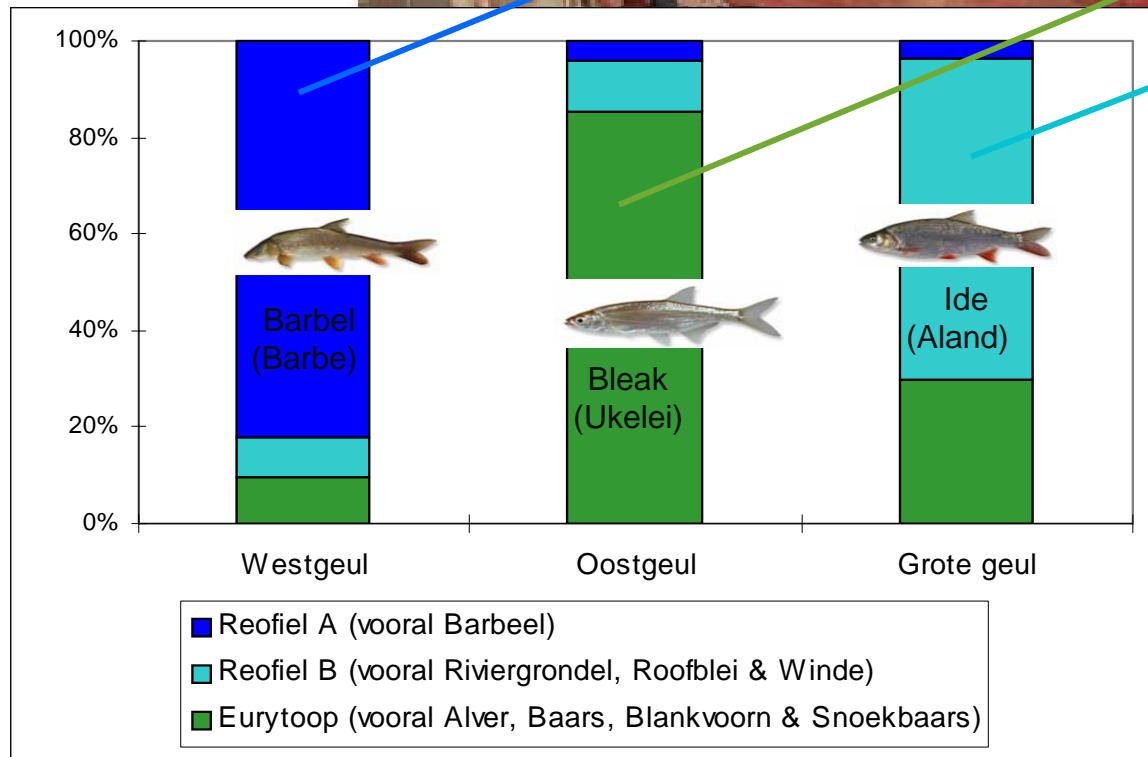 100%
80%
60%
40%
20%
0%
Barbel
(Barbe)
Bleak
(Ukelei)
Ide
(Aland)
Westgeul
Oostgeul
Grote geul
Reofiel A (vooral Barbeel)
Reofiel B (vooral Riviergrondel, Roofblei & Winde)
Eurytoop (vooral Alver, Baars, Blankvoorn & Snoekbaars)